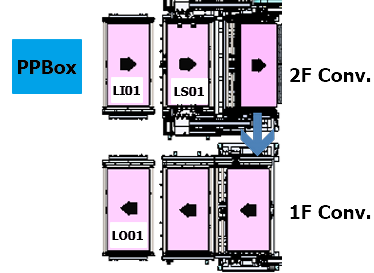 PPBox
LI01
LS01
2F Conv.
LO01
1F Conv.